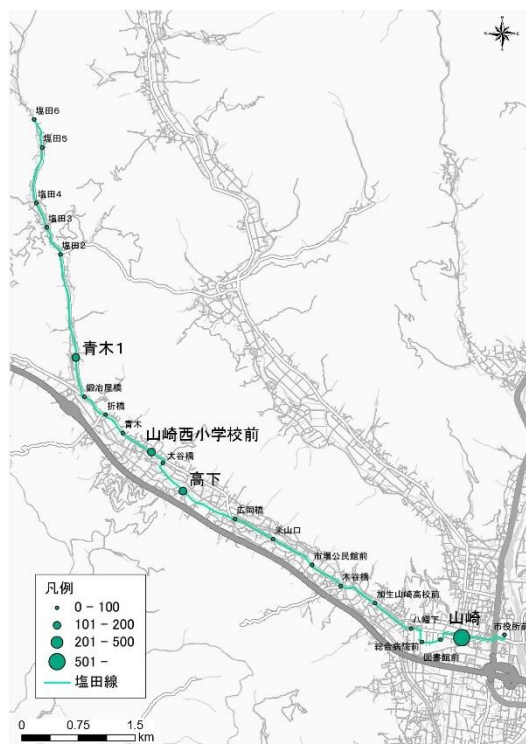 塩田6
塩田5
塩田4
塩田3
塩田2
青木1
鍛冶屋橋
折橋
青木
山崎西小学校前
大谷橋
高下
広岡橋
米山口
市場公民館前
木谷橋
加生山崎高校前
八幡下
山崎
市役所前
総合病院前
図書館前
凡例
0 - 100
101 - 200
201 - 500
501 -
塩田線
0 0.75 1.5
km